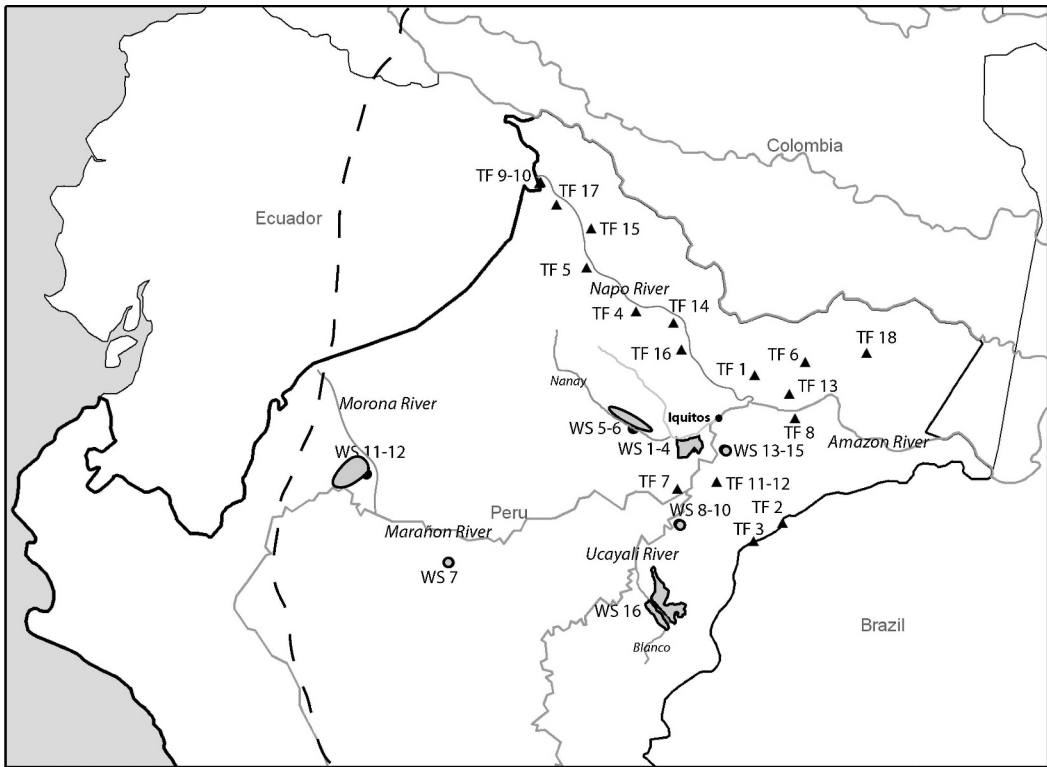 Colombia
TF 9-10
TF 17
Ecuador
TF 15
TF 5
Napo River
TF 4
TF 14
TF 18
TF 16
TF 6
TF 1
Nanay
TF 13
Morona River
Iquitos
WS 5-6
TF 8
WS 1-4
Amazon River
WS 11-12
WS 13-15
TF 7
TF 11-12
Peru
WS 8-10
TF 2
Marañon River
TF 3
Ucayali River
WS 7
WS 16
Brazil
Blanco